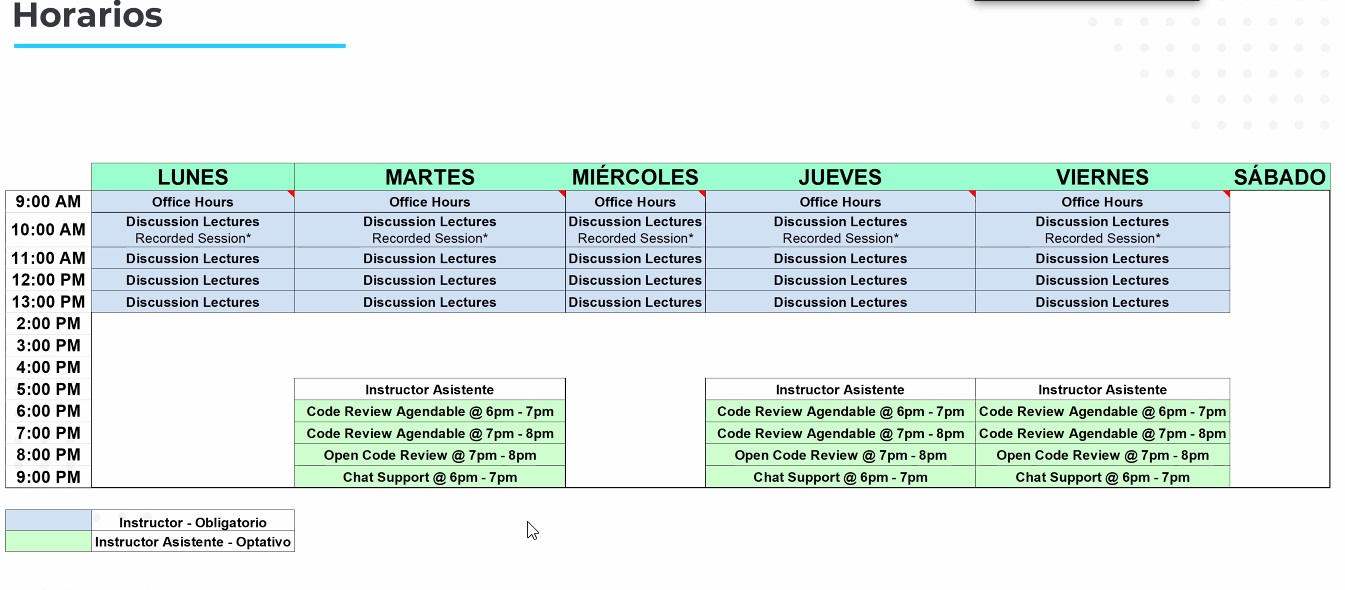 Horarios
LUNES MARTES MIÉRCOLES JUEVES VIERNES SÁBADO
9:00 AM Office Hours Office Hours Office Hours Office Hours Office Hours
10:00 AM Discussion Lectures Discussion Lectures Discussion Lectures Discussion Lectures Discussion Lectures
Recorded Session* Recorded Session* Recorded Session* Recorded Session* Recorded Session*
11:00 AM Discussion Lectures Discussion Lectures Discussion Lectures Discussion Lectures Discussion Lectures
12:00 PM Discussion Lectures Discussion Lectures Discussion Lectures Discussion Lectures Discussion Lectures
13:00 PM Discussion Lectures Discussion Lectures Discussion Lectures Discussion Lectures Discussion Lectures
2:00 PM
3:00 PM
4:00 PM
5:00 PM Instructor Asistente Instructor Asistente Instructor Asistente
6:00 PM Code Review Agendable @ 6pm - 7pm Code Review Agendable @ 6pm - 7pm Code Review Agendable @ 6pm - 7pm
7:00 PM Code Review Agendable @ 7pm - 8pm Code Review Agendable @ 7pm - 8pm Code Review Agendable @ 7pm - 8pm
8:00 PM Open Code Review @ 7pm - 8pm Open Code Review @ 7pm - 8pm Open Code Review @ 7pm - 8pm
9:00 PM Chat Support @ 6pm - 7pm Chat Support @ 6pm - 7pm Chat Support @ 6pm - 7pm
Instructor - Obligatorio
Instructor Asistente - Optativo